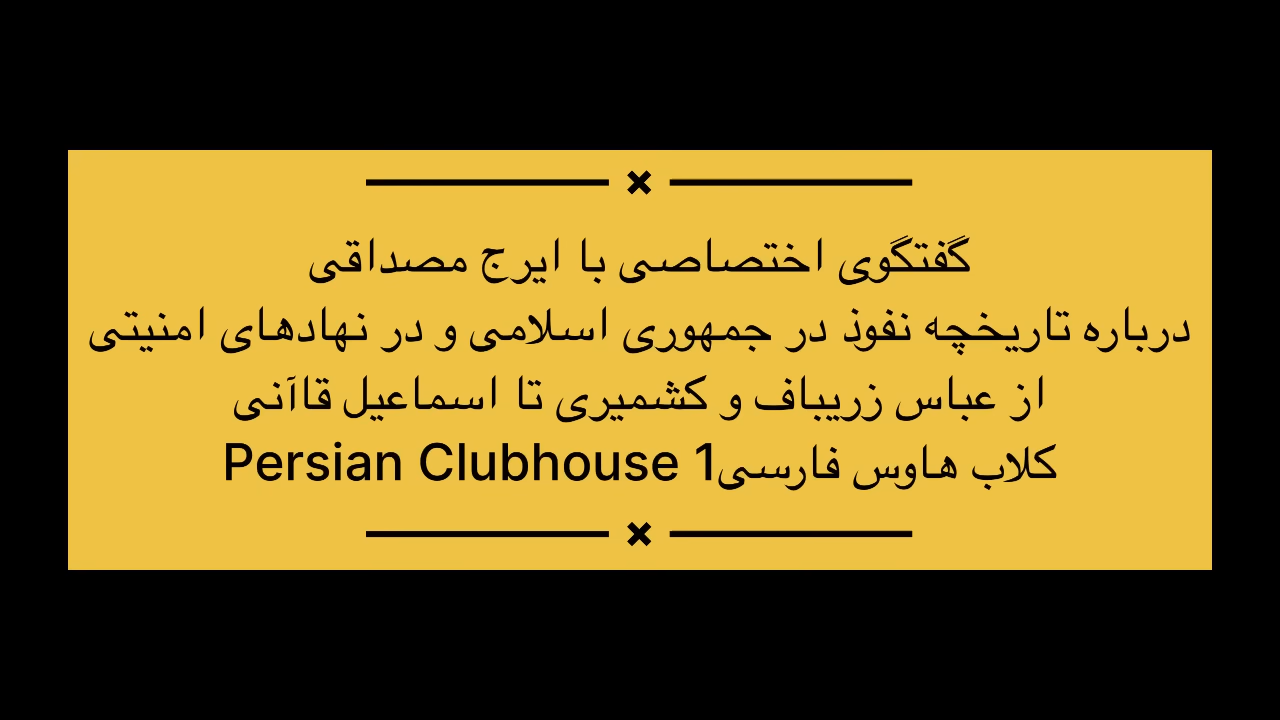 گفتگوی اختصاصی با ایرج مصداقی
درباره تاریخچه نفوذ در جمهوری اسلامی و در نهادهای امنیتی
از عباس زریباف و کشمیری تا اسماعیل قاآنی
کلاب هاوس فارسی1 Persian Clubhouse